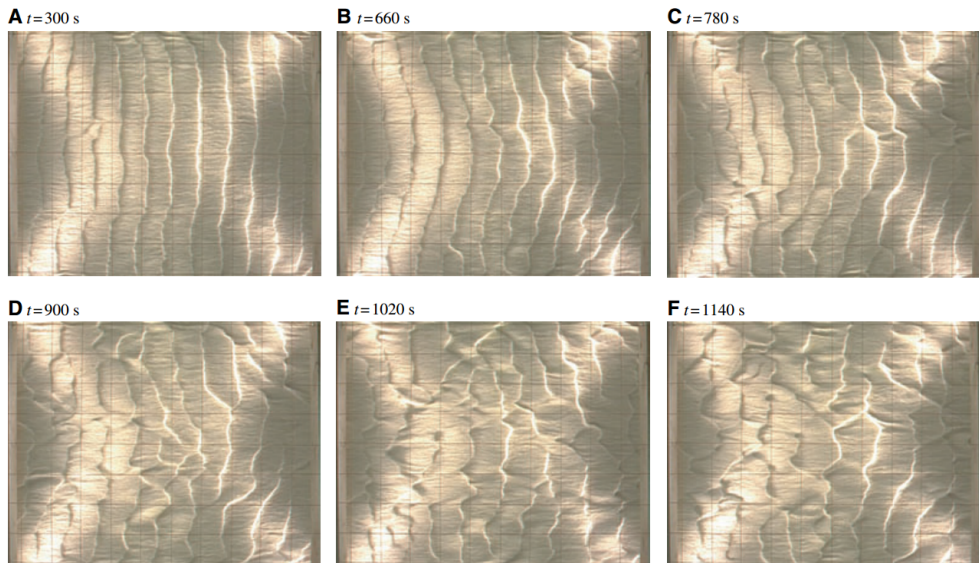 A t=300 s
B t=660 s
C t=780 s
D t=900 s
E t=1020 s
F t=1140 s